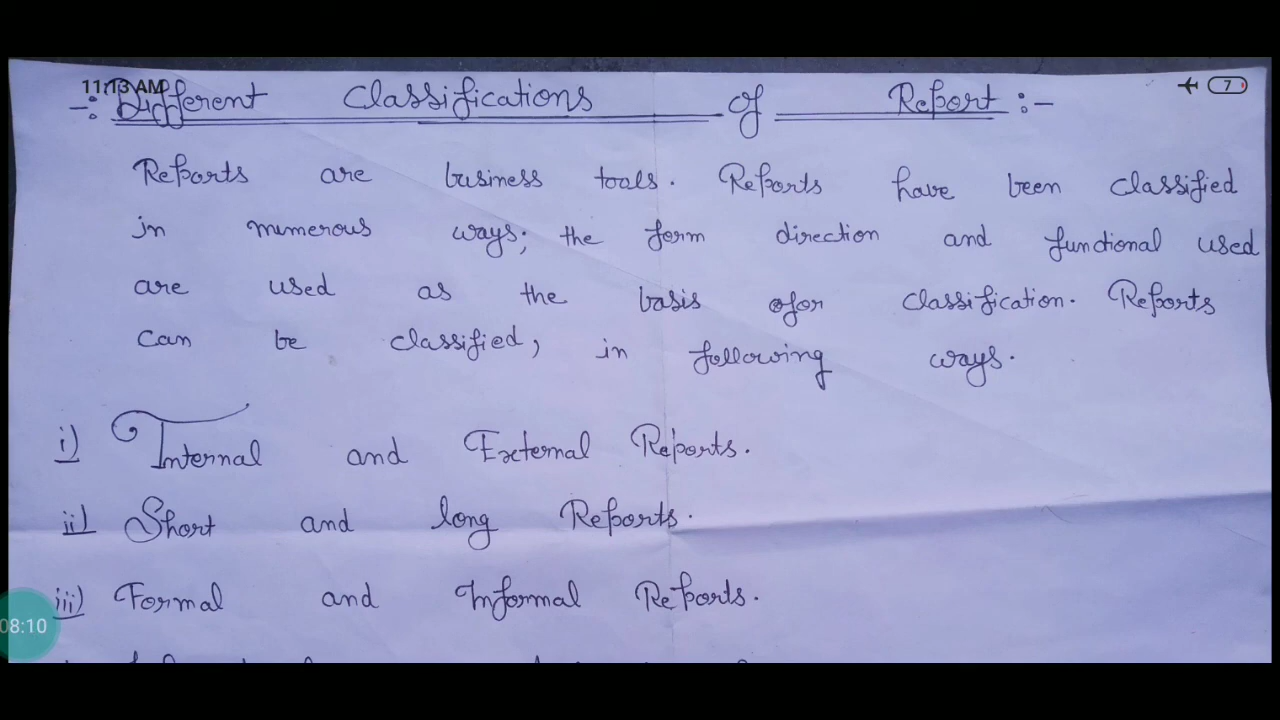 11:13 AM
7
-: Different Classifications of Report :-
Reports are business tools. Reports have been classified
in numerous ways; the form direction and functional used
are used as the basis ofor classification. Reports
can be classified, in following ways.
i) Internal and External Reports.
ii) Short and long Reports.
iii) Formal and Informal Reports.
08:10